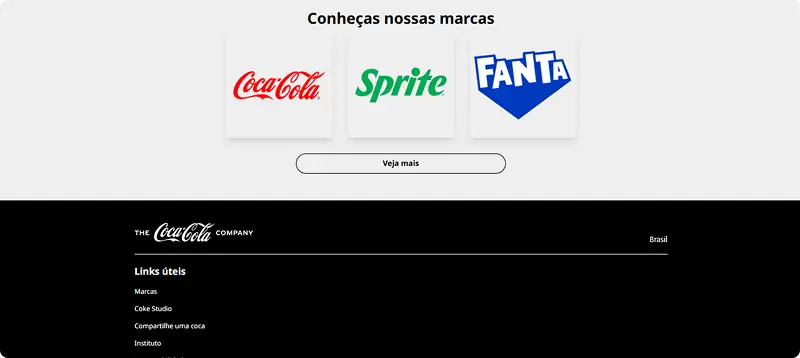 Conheças nossas marcas
Coca-Cola
Sprite
FANTA
Veja mais
THE Coca-Cola COMPANY
Brasil
Links úteis
Marcas
Coke Studio
Compartilhe uma coca
Instituto